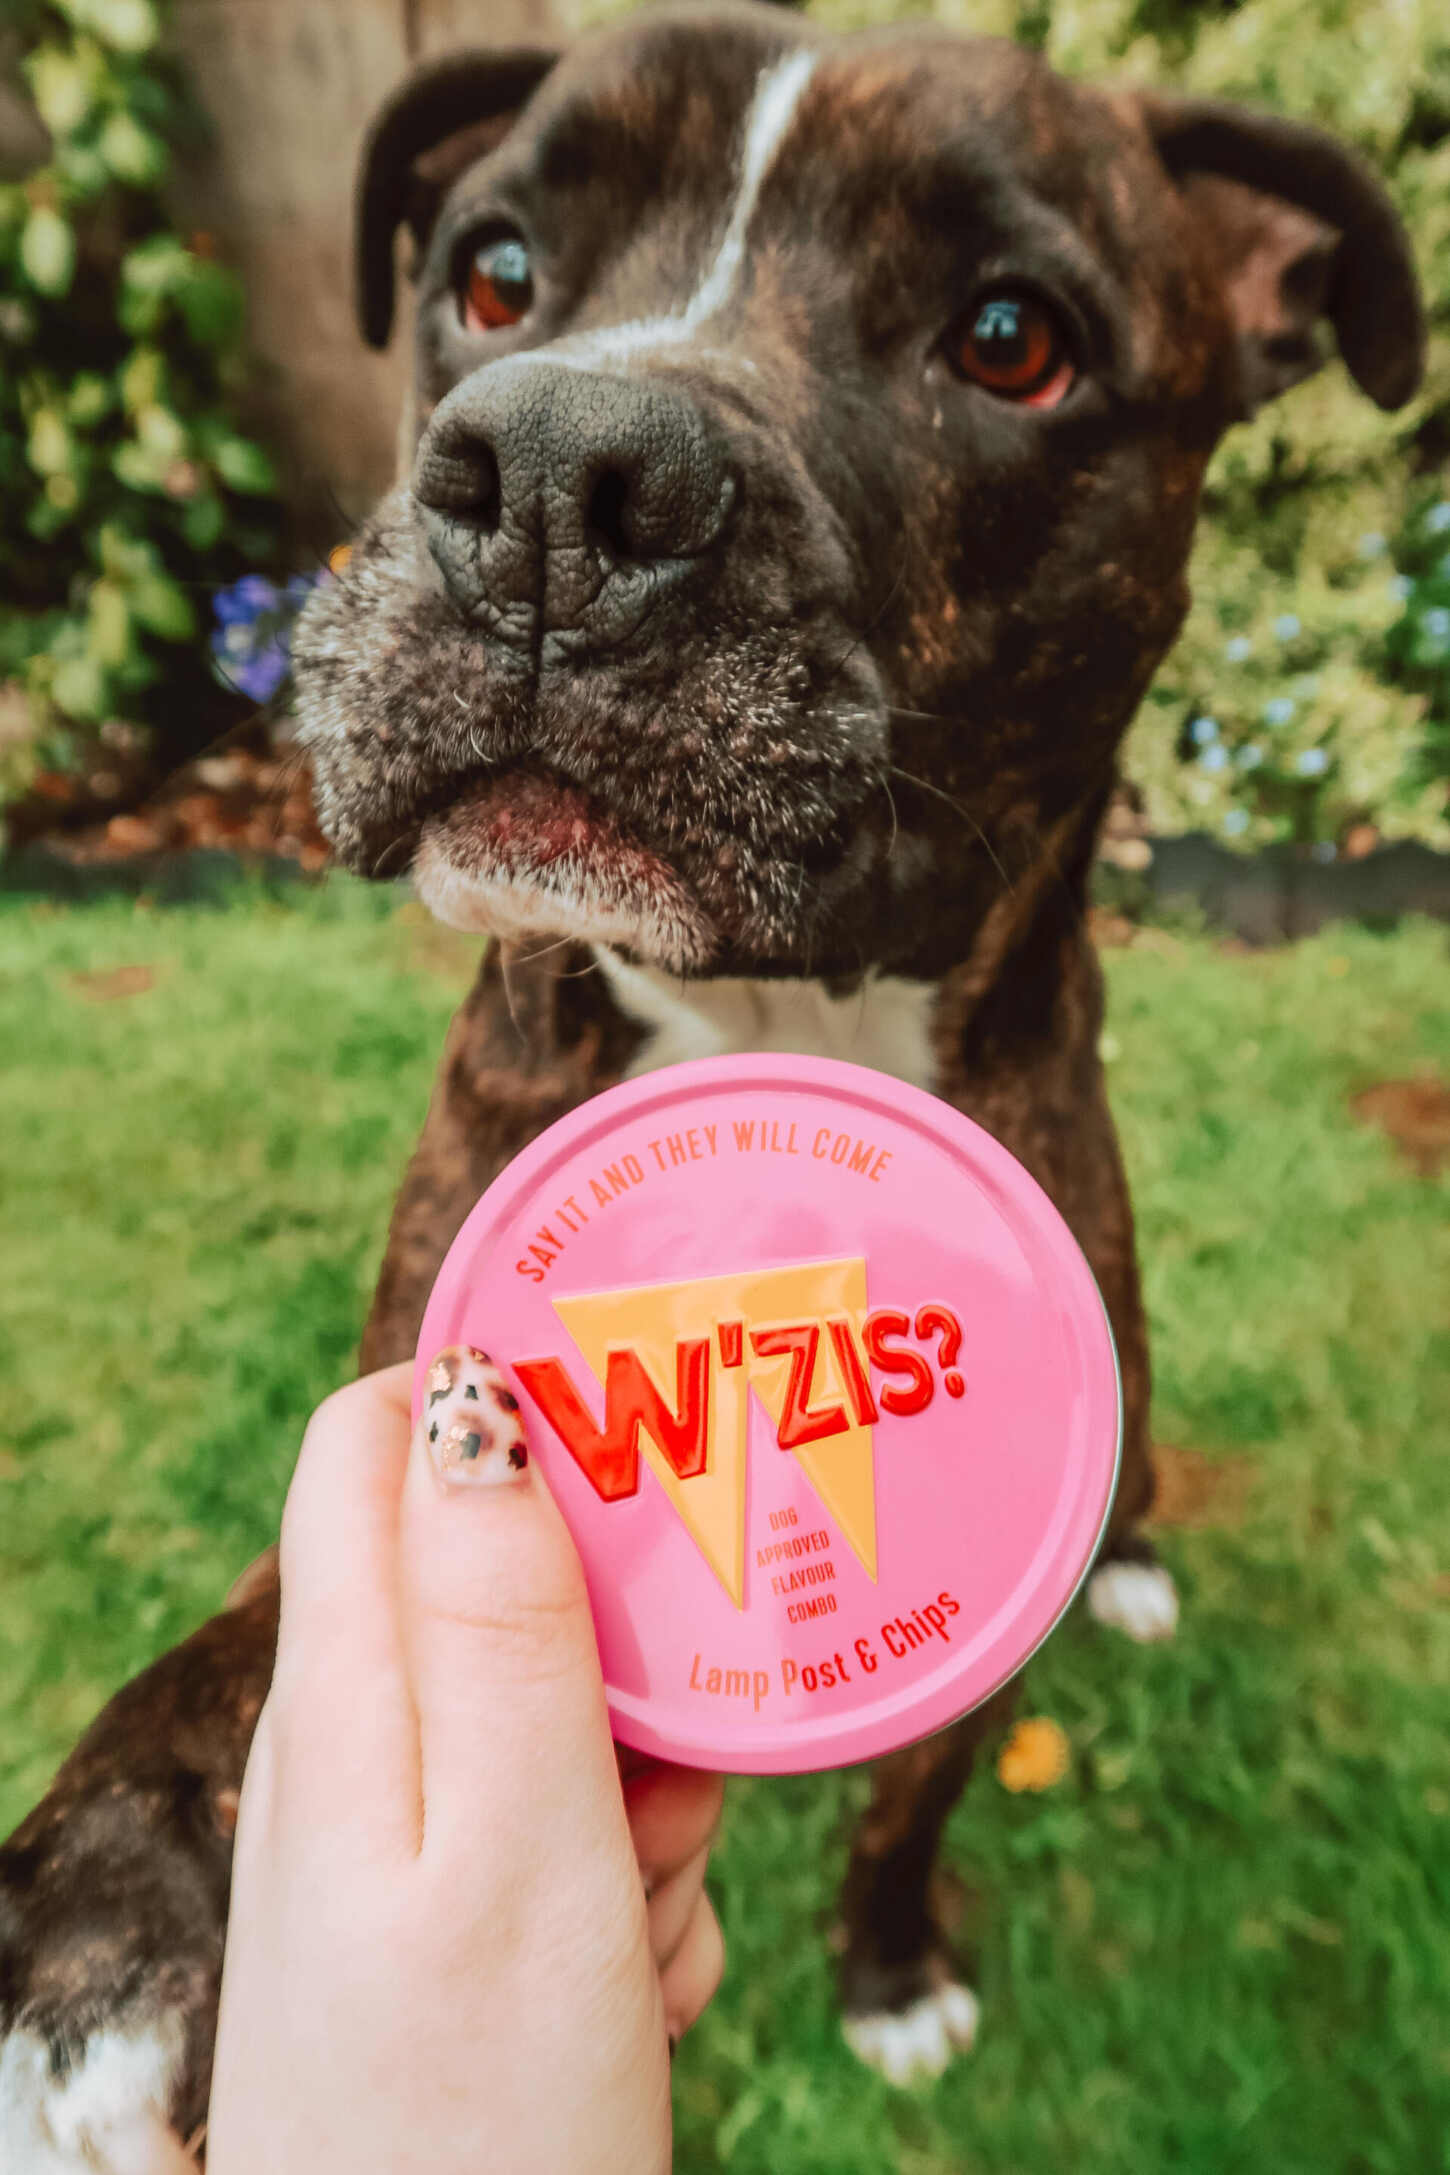 SAY IT AND THEY WILL COME
W'ZIS?
DOG
APPROVED
FLAVOUR
COMBO
Lamp Post & Chips